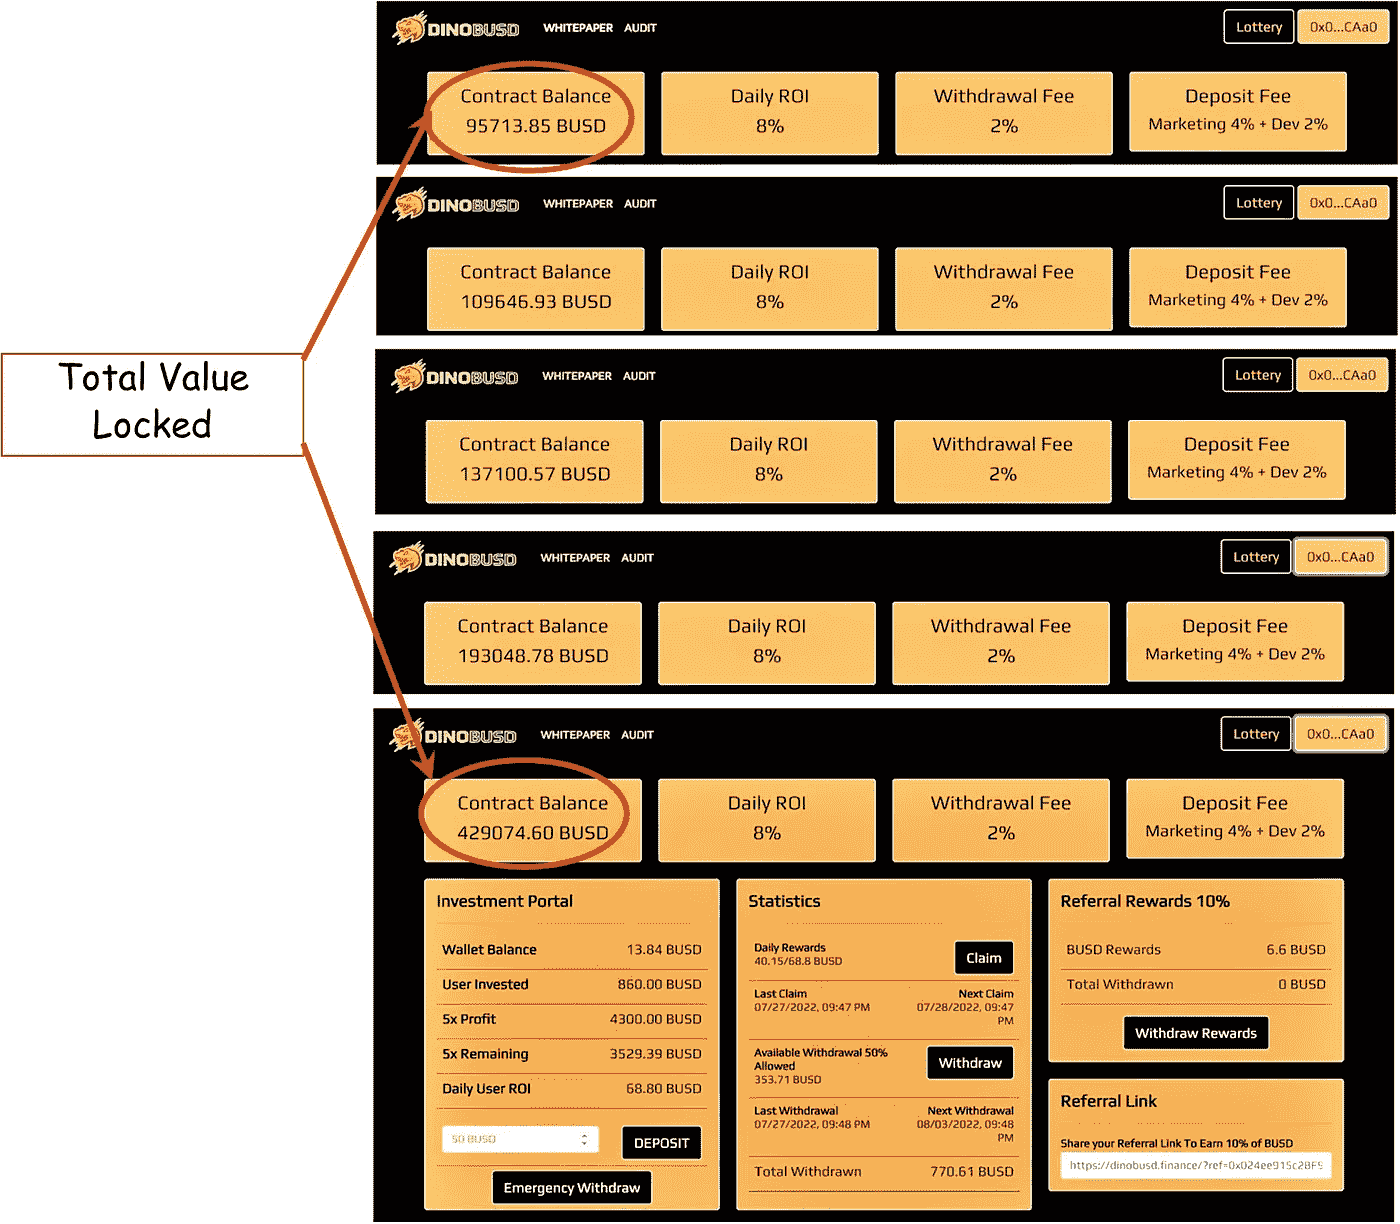 DINOBUSD WHITEPAPER AUDIT Lottery 0x0...CAa0
Contract Balance Daily ROI Withdrawal Fee Deposit Fee
95713.85 BUSD 8% 2% Marketing 4% + Dev 2%
DINOBUSD WHITEPAPER AUDIT Lottery 0x0...CAa0
Contract Balance Daily ROI Withdrawal Fee Deposit Fee
109646.93 BUSD 8% 2% Marketing 4% + Dev 2%
Total Value
Locked
DINOBUSD WHITEPAPER AUDIT Lottery 0x0...CAa0
Contract Balance Daily ROI Withdrawal Fee Deposit Fee
137100.57 BUSD 8% 2% Marketing 4% + Dev 2%
DINOBUSD WHITEPAPER AUDIT Lottery 0x0...CAa0
Contract Balance Daily ROI Withdrawal Fee Deposit Fee
193048.78 BUSD 8% 2% Marketing 4% + Dev 2%
DINOBUSD WHITEPAPER AUDIT Lottery 0x0...CAa0
Contract Balance Daily ROI Withdrawal Fee Deposit Fee
429074.60 BUSD 8% 2% Marketing 4% + Dev 2%
Investment Portal
Wallet Balance 13.84 BUSD
User Invested 860.00 BUSD
5x Profit 4300.00 BUSD
5x Remaining 3529.39 BUSD
Daily User ROI 68.80 BUSD
50 BUSD DEPOSIT
Emergency Withdraw
Statistics
Daily Rewards
40.15/68.8 BUSD
Claim
Last Claim Next Claim
07/27/2022, 09:47 PM 07/28/2022, 09:47
PM
Available Withdrawal 50%
Allowed
353.71 BUSD
Withdraw
Last Withdrawal Next Withdrawal
07/27/2022, 09:48 PM 08/03/2022, 09:48
PM
Total Withdrawn 770.61 BUSD
Referral Rewards 10%
BUSD Rewards 6.6 BUSD
Total Withdrawn 0 BUSD
Withdraw Rewards
Referral Link
Share your Referral Link To Earn 10% of BUSD
https://dinobusd.finance/?ref=0x024ee915c2BF9